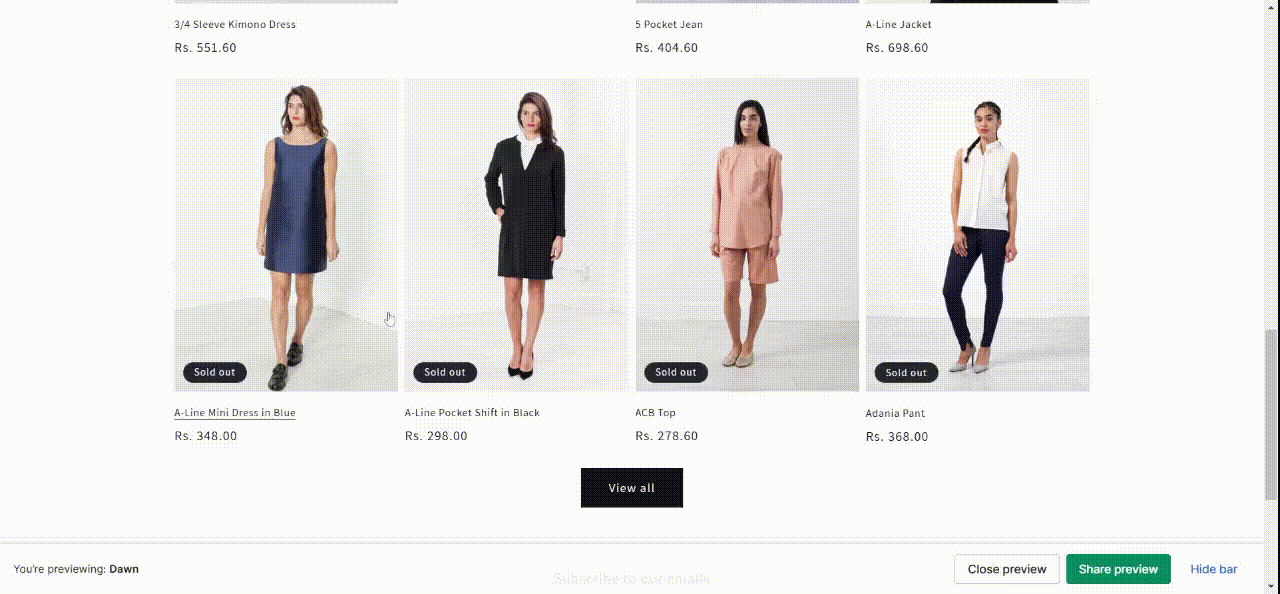 3/4 Sleeve Kimono Dress
Rs. 551.60
5 Pocket Jean
Rs. 404.60
A-Line Jacket
Rs. 698.60
Sold out
Sold out
Sold out
Sold out
A-Line Mini Dress in Blue
Rs. 348.00
A-Line Pocket Shift in Black
Rs. 298.00
ACB Top
Rs. 278.60
Adania Pant
Rs. 368.00
View all
Subscribe to our emails
You're previewing: Dawn
Close preview
Share preview
Hide bar